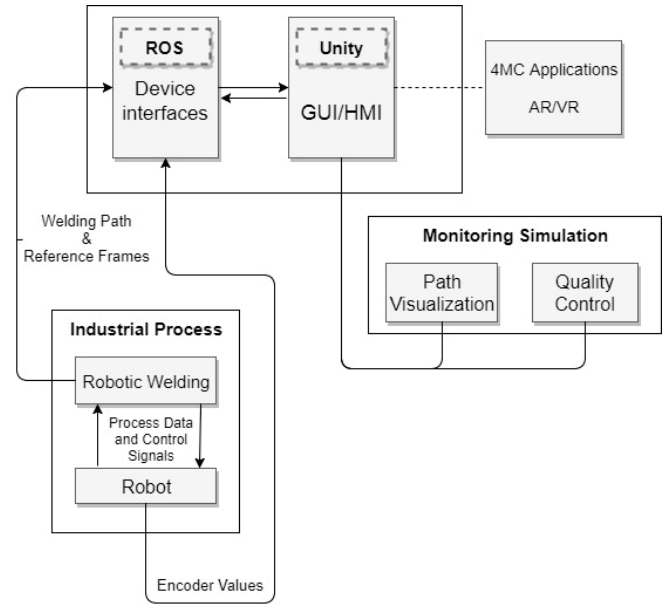 ROS
Device
interfaces
Unity
GUI/HMI
4MC Applications
AR/VR
Welding Path
&
Reference Frames
Monitoring Simulation
Path
Visualization
Quality
Control
Industrial Process
Robotic Welding
Process Data
and Control
Signals
Robot
Encoder Values